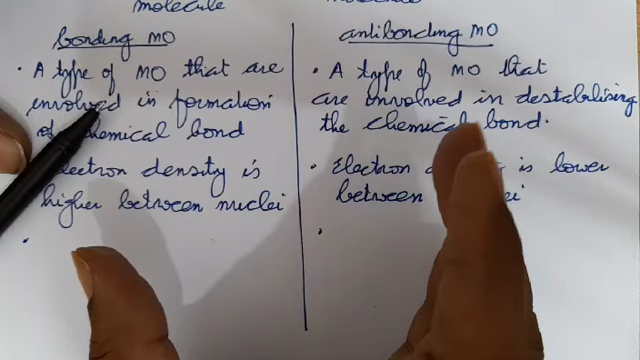 molecule
bonding MO
• A type of MO that are
involved in formation
of chemical bond
Electron density is
higher between nuclei
•
antibonding MO
• A type of MO that
are involved in destabilising
the chemical bond.
• Electron is lower
between
•